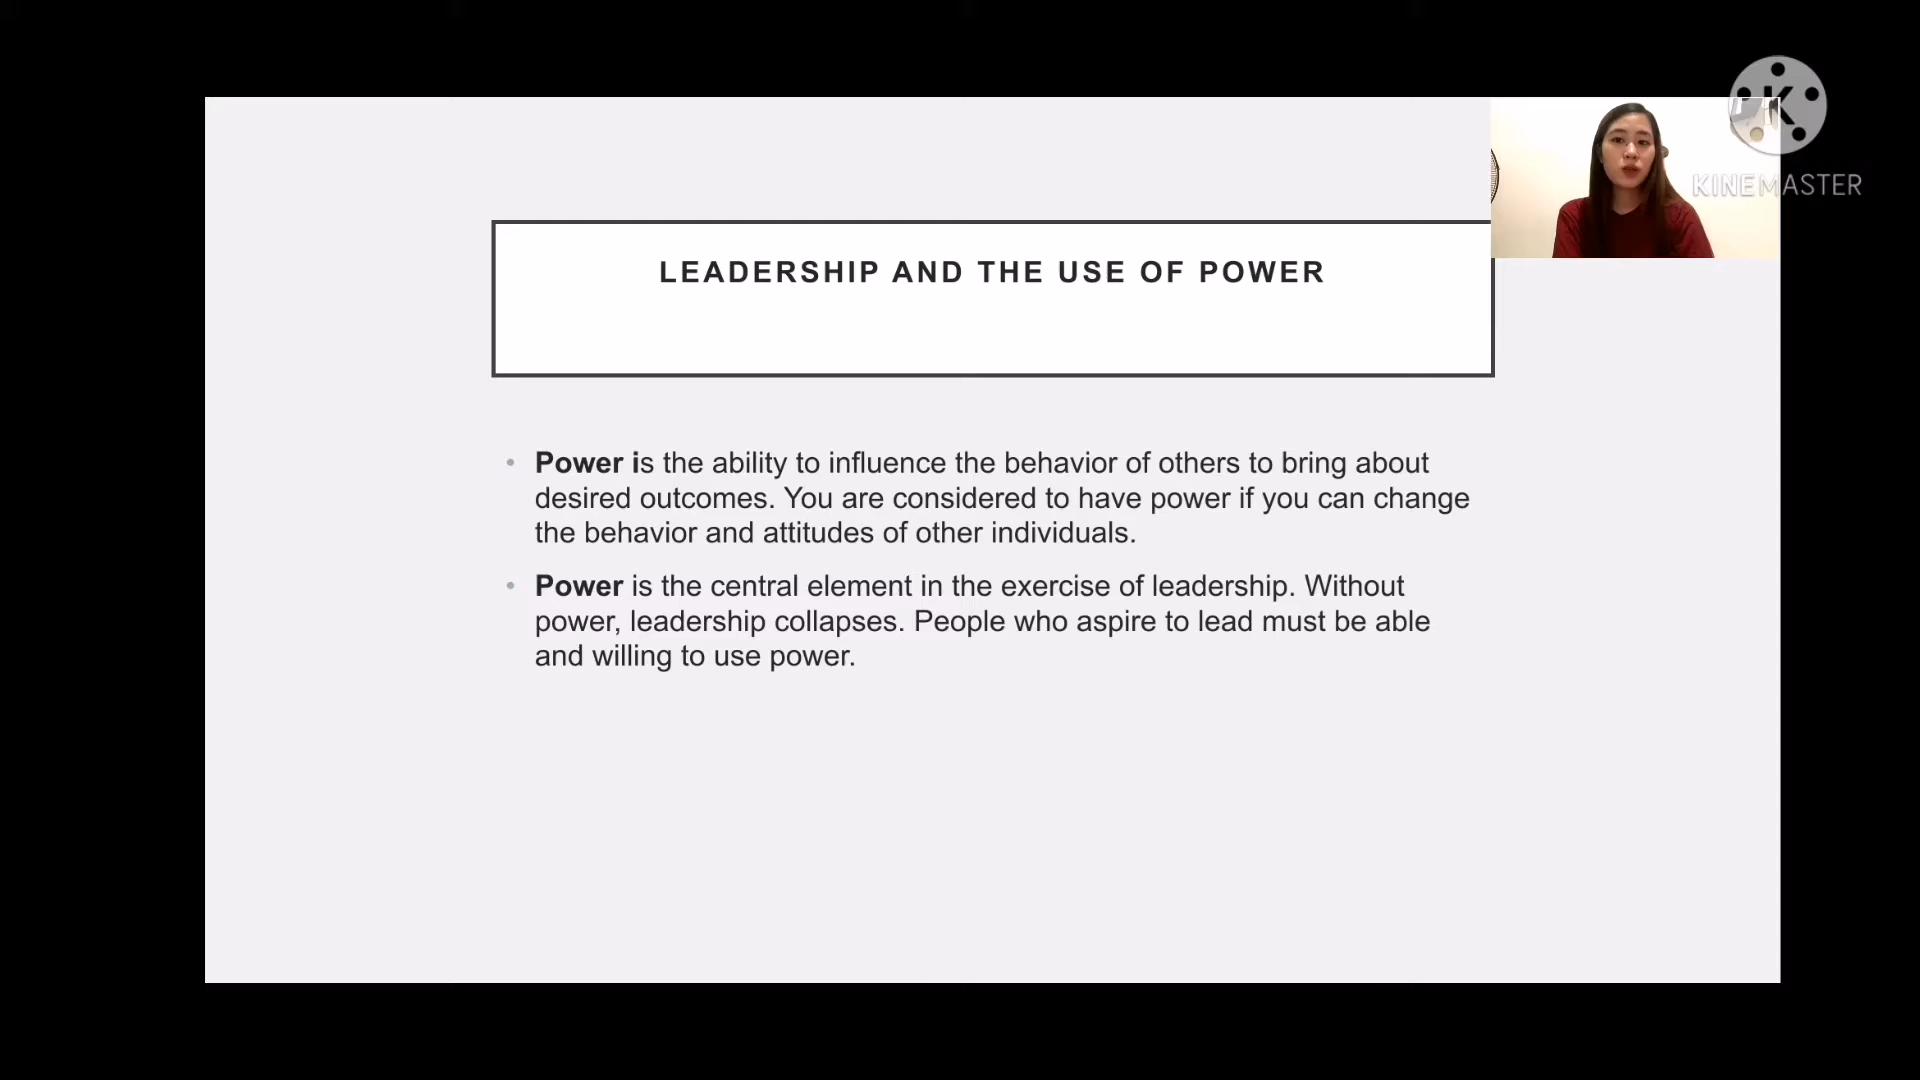 K
KINEMASTER
LEADERSHIP AND THE USE OF POWER
• Power is the ability to influence the behavior of others to bring about
desired outcomes. You are considered to have power if you can change
the behavior and attitudes of other individuals.
• Power is the central element in the exercise of leadership. Without
power, leadership collapses. People who aspire to lead must be able
and willing to use power.